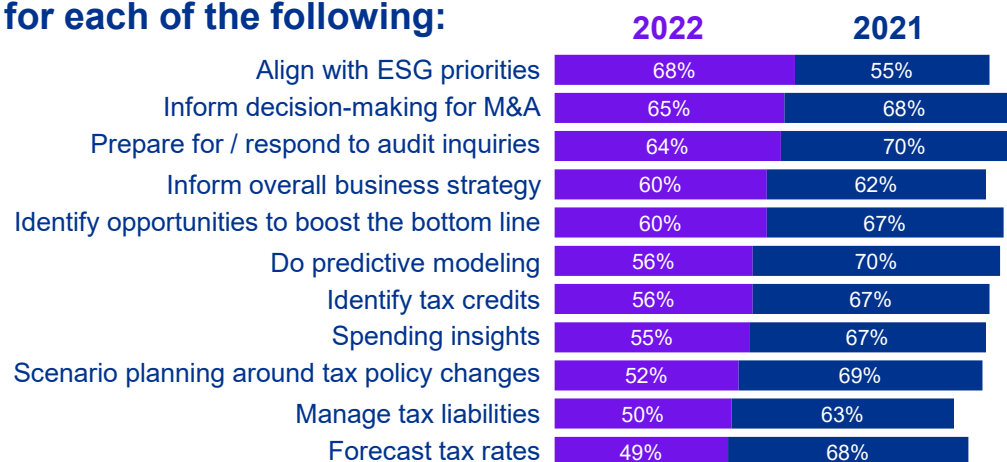 for each of the following:
2022 2021
Align with ESG priorities 68% 55%
Inform decision-making for M&A 65% 68%
Prepare for / respond to audit inquiries 64% 70%
Inform overall business strategy 60% 62%
Identify opportunities to boost the bottom line 60% 67%
Do predictive modeling 56% 70%
Identify tax credits 56% 67%
Spending insights 55% 67%
Scenario planning around tax policy changes 52% 69%
Manage tax liabilities 50% 63%
Forecast tax rates 49% 68%